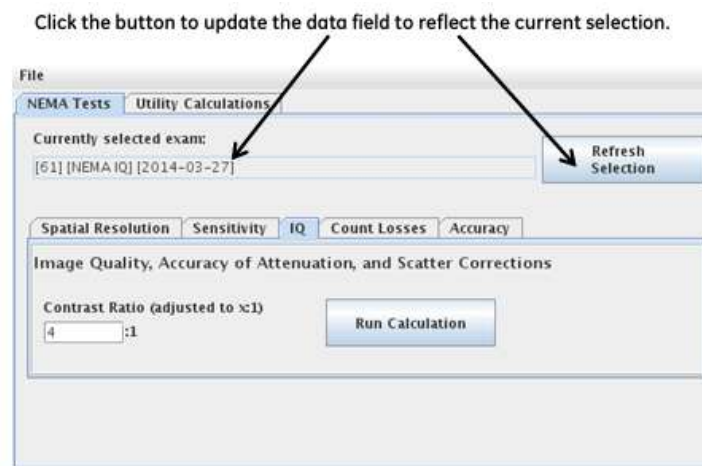 Click the button to update the data field to reflect the current selection.
File
NEMA Tests Utility Calculations
Currently selected exam:
[61] [NEMA IQ] [2014-03-27]
Refresh
Selection
Spatial Resolution Sensitivity IQ Count Losses Accuracy
Image Quality, Accuracy of Attenuation, and Scatter Corrections
Contrast Ratio (adjusted to x:1)
4 :1
Run Calculation